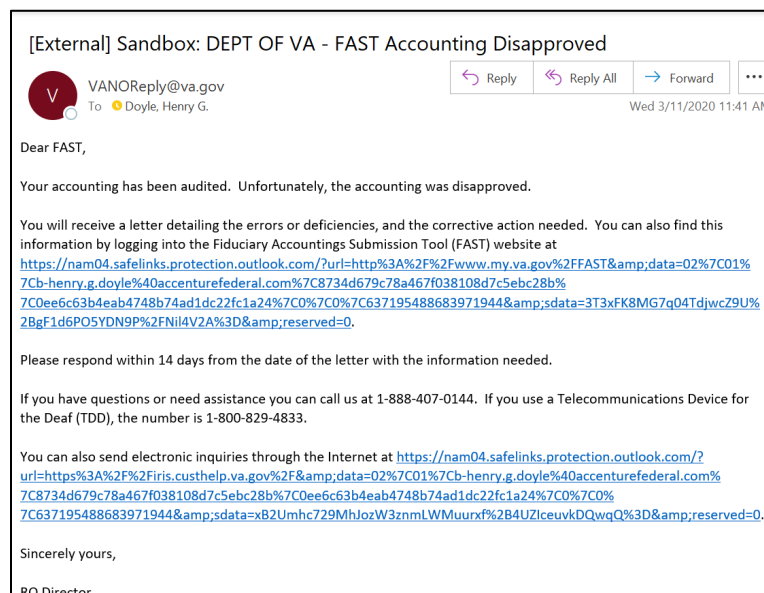 [External] Sandbox: DEPT OF VA - FAST Accounting Disapproved
V
VANOReply@va.gov
To Doyle, Henry G.
Reply
Reply All
Forward
...
Wed 3/11/2020 11:41 AM
Dear FAST,
Your accounting has been audited. Unfortunately, the accounting was disapproved.
You will receive a letter detailing the errors or deficiencies, and the corrective action needed. You can also find this
information by logging into the Fiduciary Accountings Submission Tool (FAST) website at
https://nam04.safelinks.protection.outlook.com/?url=http%3A%2F%2Fwww.my.va.gov%2FFAST&amp;data=02%7C01%
7Cb-henry.g.doyle%40accenturefederal.com%7C8734d679c78a467f038108d7c5ebc28b%
7C0ee6c63b4eab4748b74ad1dc22fc1a24%7C0%7C0%7C637195488683971944&amp;sdata=3T3xFK8MG7q04TdjwcZ9U%
2BgF1d6PO5YDN9P%2FNil4V2A%3D&amp;reserved=0.
Please respond within 14 days from the date of the letter with the information needed.
If you have questions or need assistance you can call us at 1-888-407-0144. If you use a Telecommunications Device for
the Deaf (TDD), the number is 1-800-829-4833.
You can also send electronic inquiries through the Internet at https://nam04.safelinks.protection.outlook.com/?
url=https%3A%2F%2Firis.custhelp.va.gov%2F&amp;data=02%7C01%7Cb-henry.g.doyle%40accenturefederal.com%
7C8734d679c78a467f038108d7c5ebc28b%7C0ee6c63b4eab4748b74ad1dc22fc1a24%7C0%7C0%
7C637195488683971944&amp;sdata=xB2Umhc729MhJozW3znmLWMuurxf%2B4UZIceuvkDQwqQ%3D&amp;reserved=0.
Sincerely yours,
RO Director